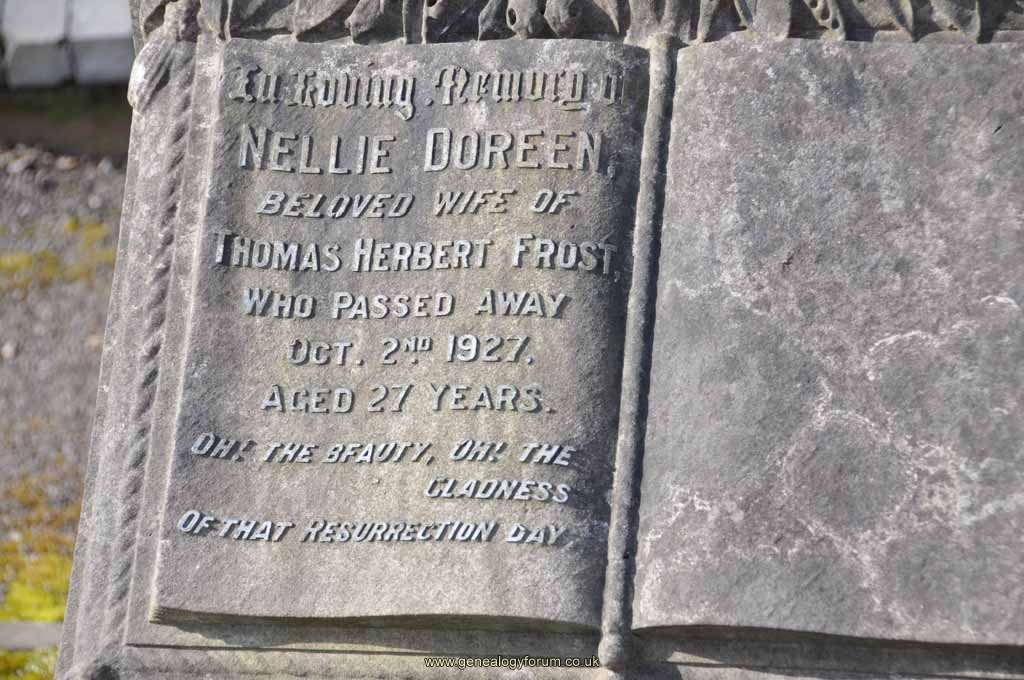 In Loving Memory of
NELLIE DOREEN,
BELOVED WIFE OF
THOMAS HERBERT FROST,
WHO PASSED AWAY
OCT. 2ND 1927,
AGED 27 YEARS.
OH! THE BEAUTY, OH! THE
GLADNESS
OF THAT RESURRECTION DAY,
www.genealogyforum.co.uk